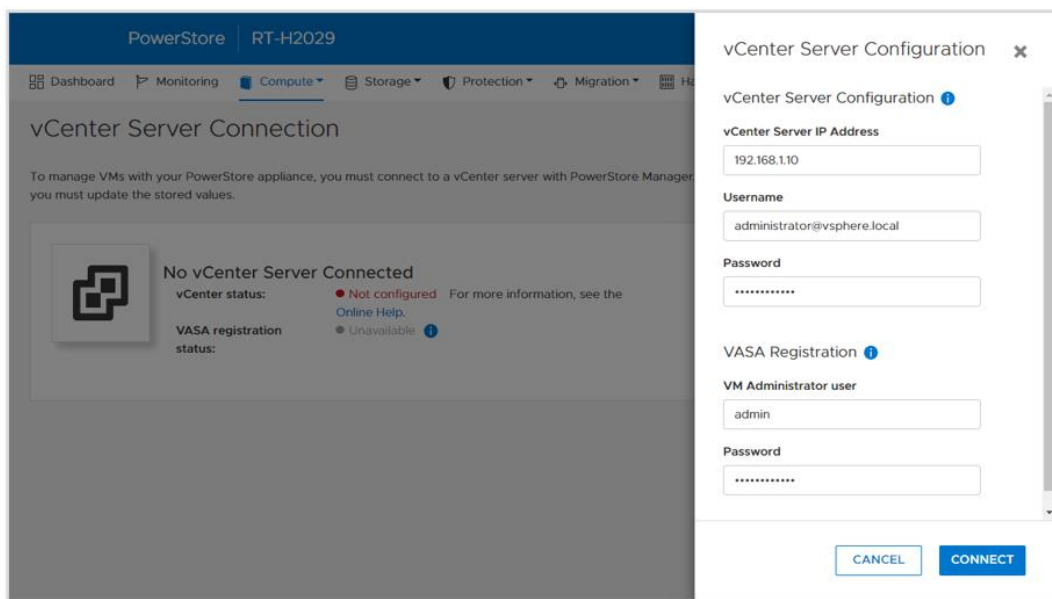 PowerStore RT-H2029
Dashboard Monitoring Compute Storage Protection Migration
vCenter Server Connection
To manage VMs with your PowerStore appliance, you must connect to a vCenter server with PowerStore Manager.
you must update the stored values.
No vCenter Server Connected
vCenter status: Not configured For more information, see the
Online Help.
VASA registration Unavailable
status:
vCenter Server Configuration
vCenter Server Configuration
vCenter Server IP Address
192.168.1.10
Username
administrator@vsphere.local
Password
••••••••••••
VASA Registration
VM Administrator user
admin
Password
••••••••••••
CANCEL CONNECT